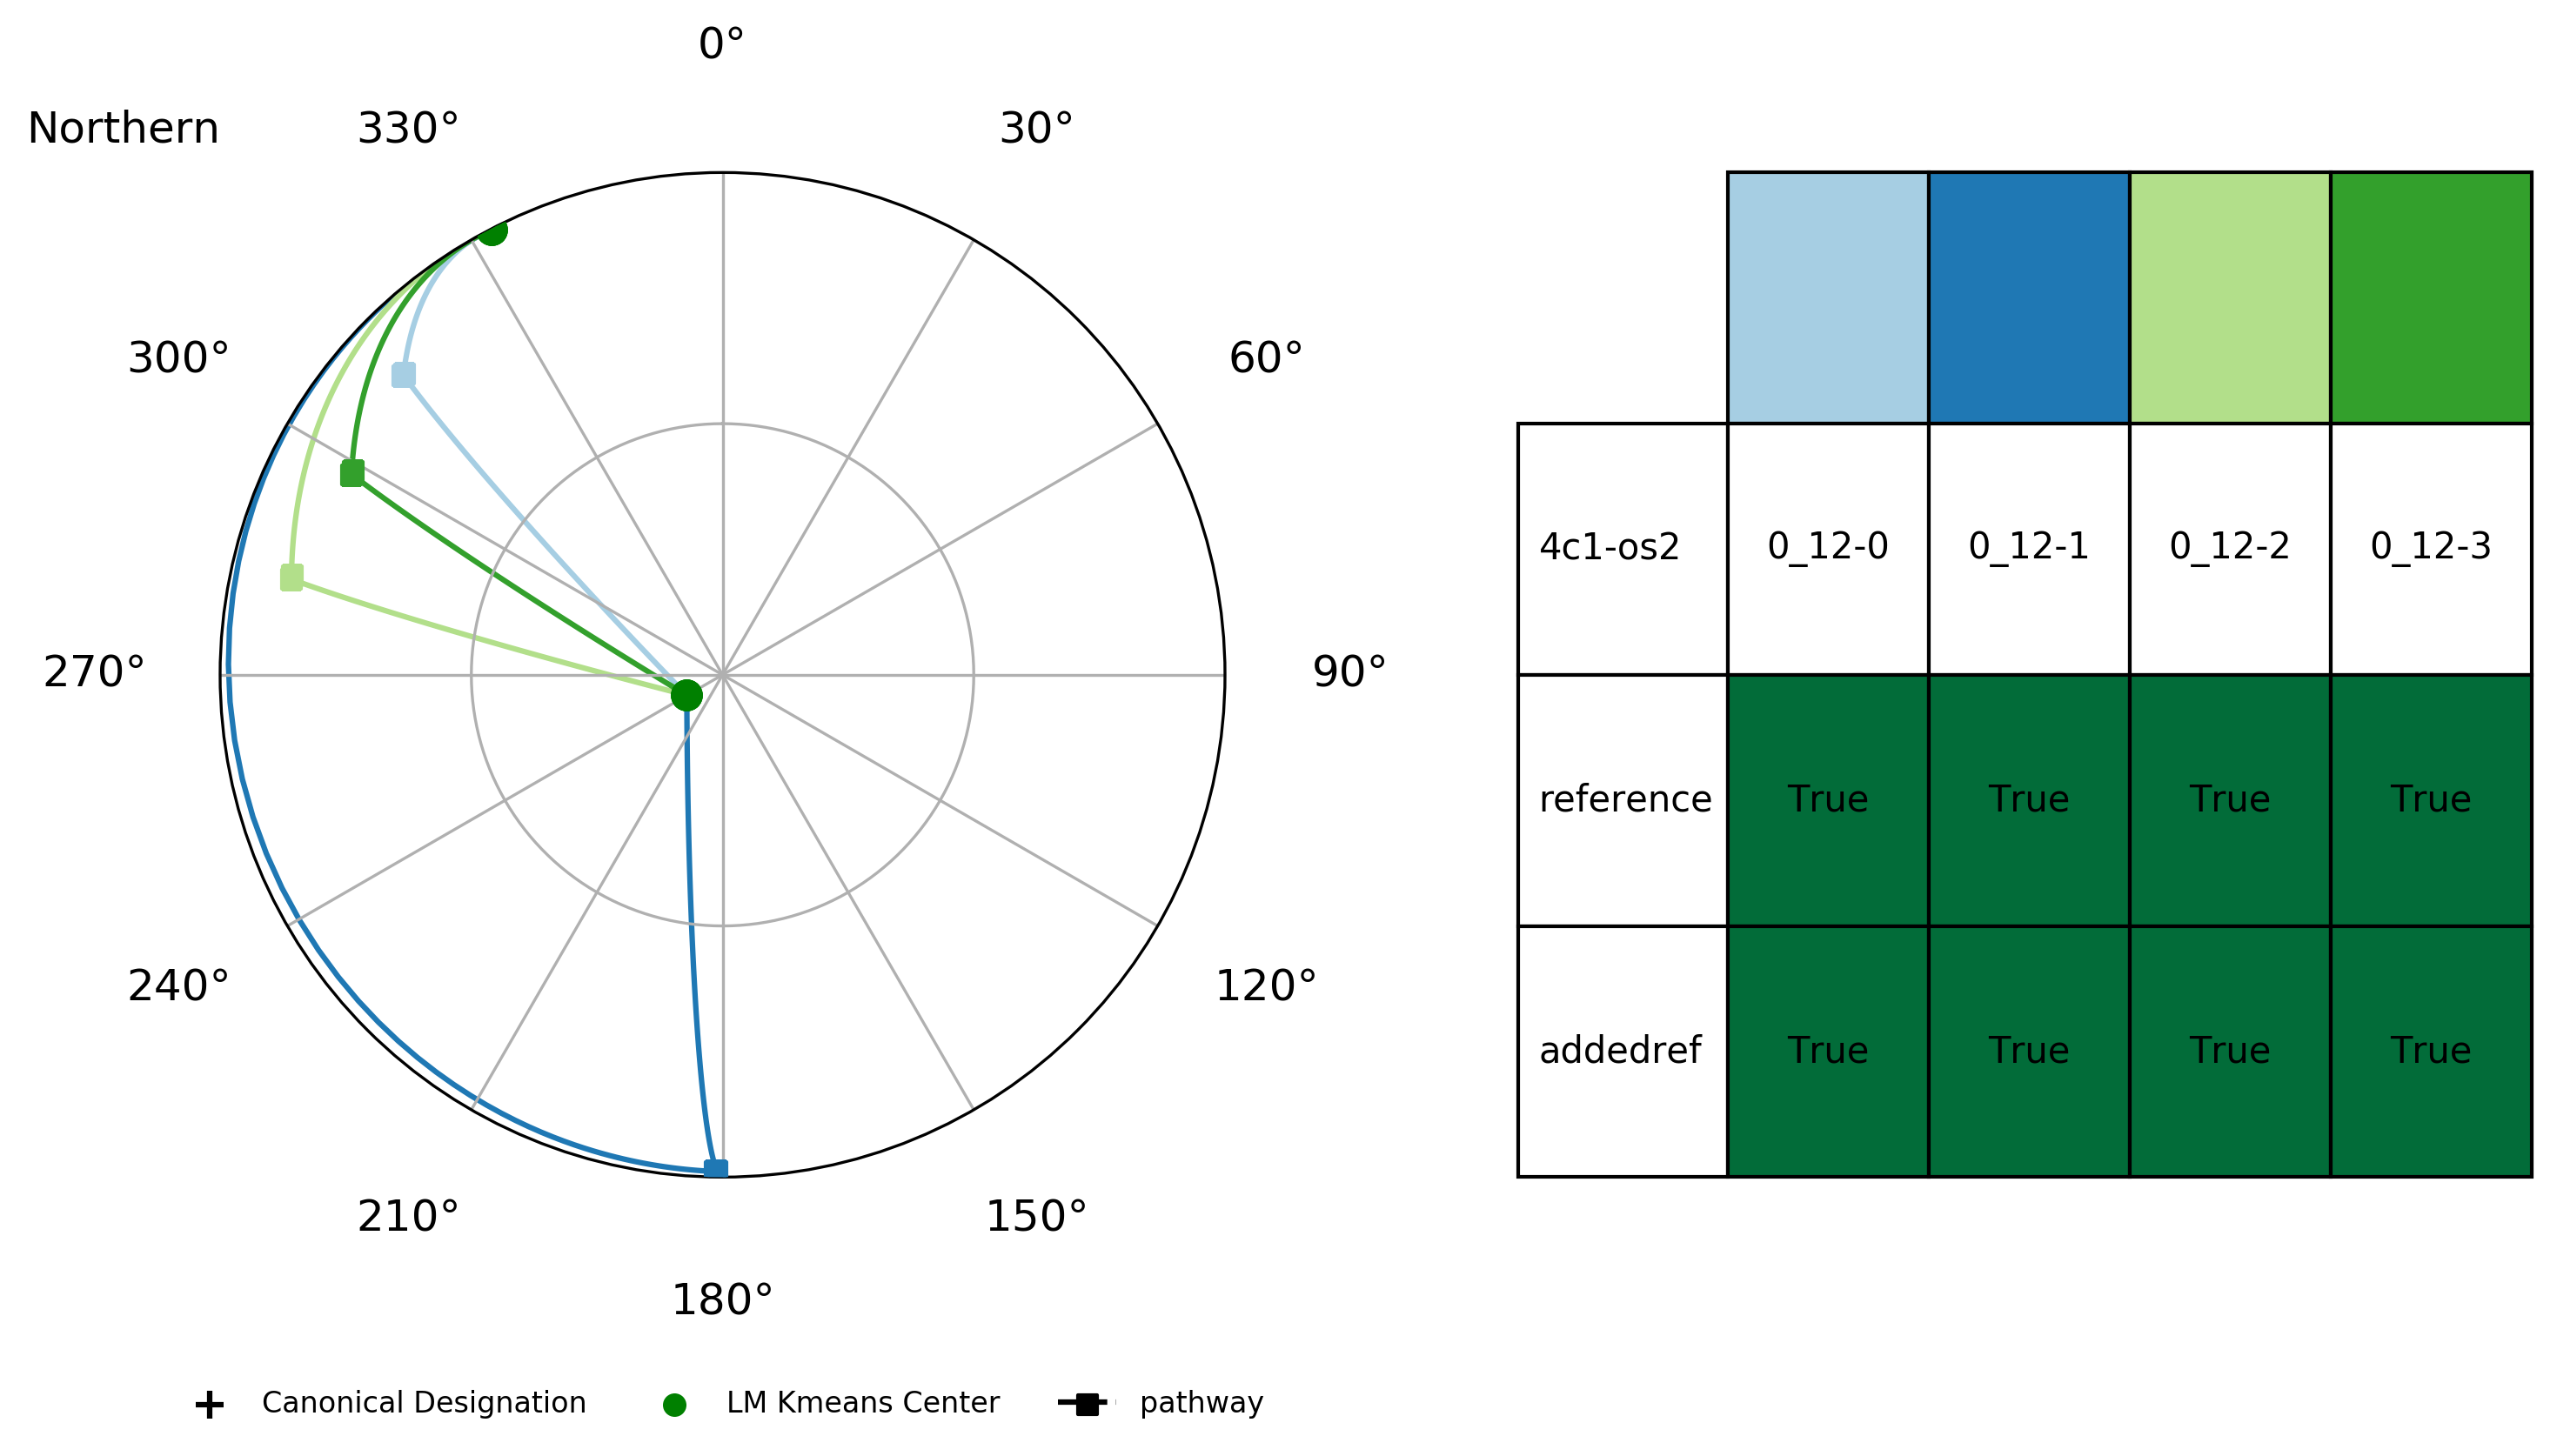 0°
Northern
330°
30°
300°
60°
270°
90°
240°
120°
210°
150°
180°
4c1-os2 0_12-0 0_12-1 0_12-2 0_12-3
reference True True True True
addedref True True True True
Canonical Designation LM Kmeans Center pathway